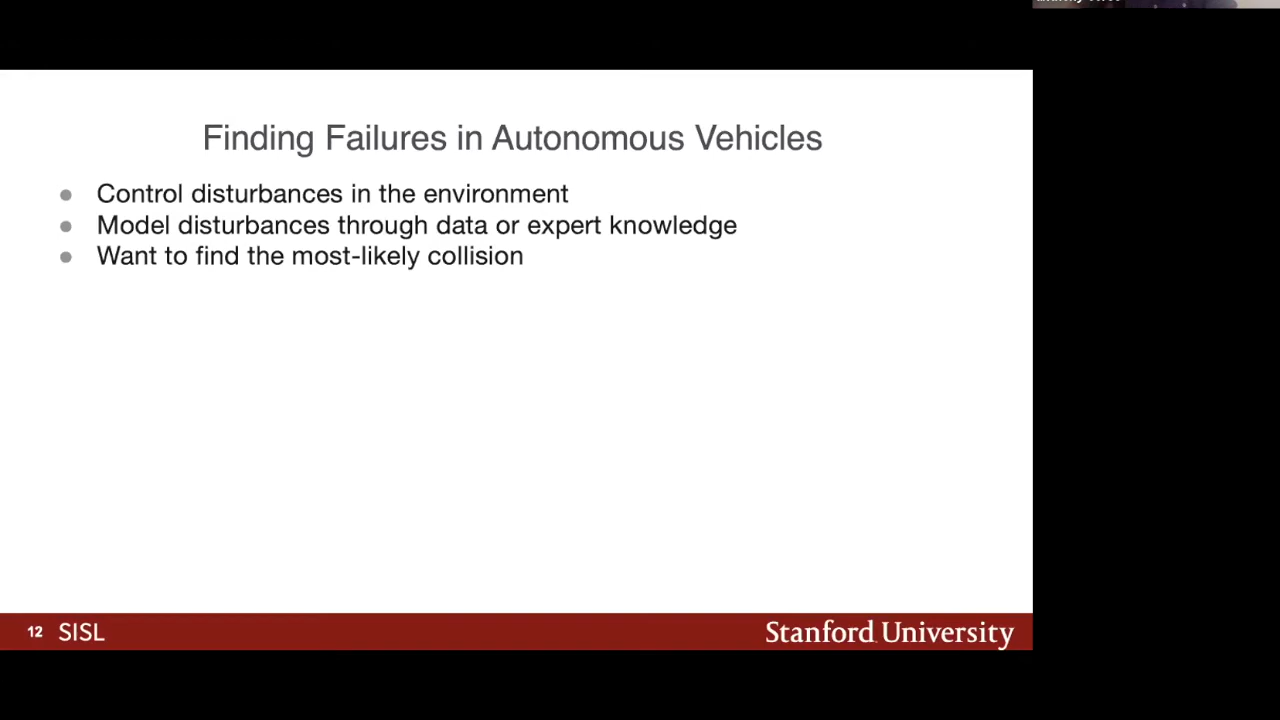 Finding Failures in Autonomous Vehicles
● Control disturbances in the environment
● Model disturbances through data or expert knowledge
● Want to find the most-likely collision
12 SISL
Stanford University